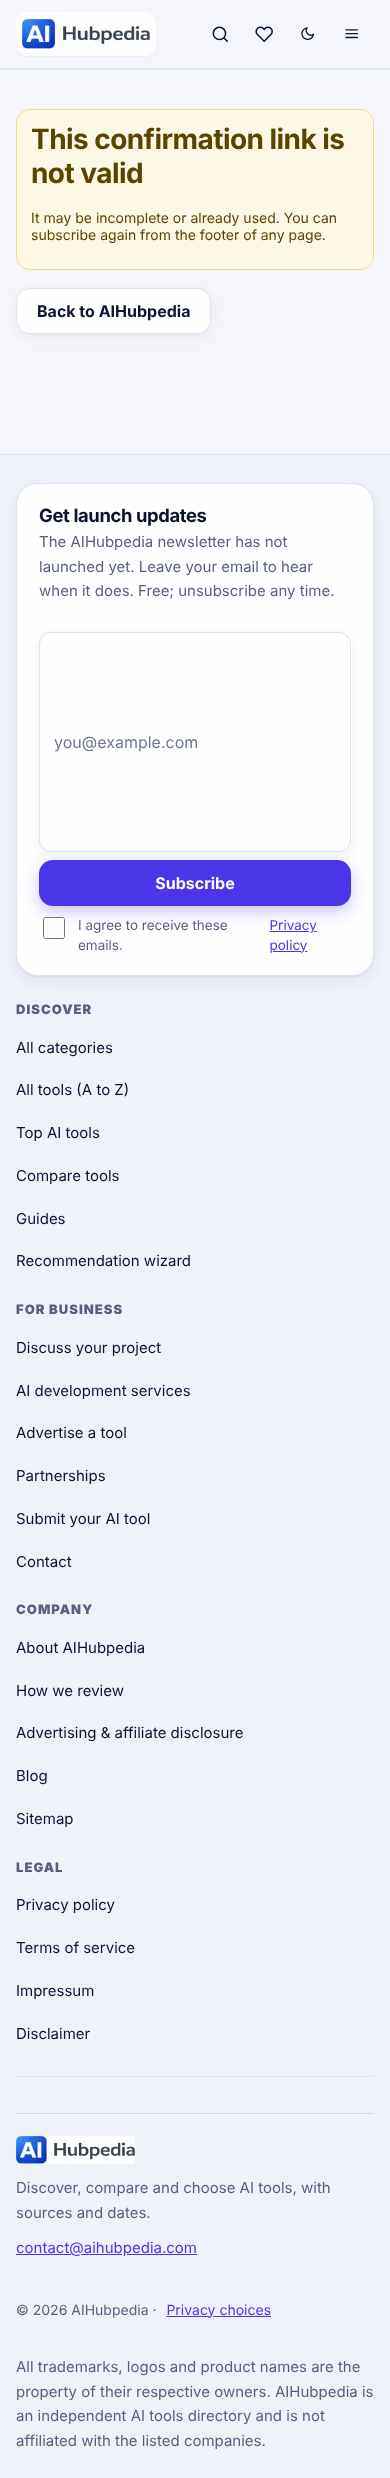 AI Hubpedia
This confirmation link is
not valid
It may be incomplete or already used. You can
subscribe again from the footer of any page.
Back to AIHubpedia
Get launch updates
The AIHubpedia newsletter has not
launched yet. Leave your email to hear
when it does. Free; unsubscribe any time.
you@example.com
Subscribe
I agree to receive these
emails.
Privacy
policy
DISCOVER
All categories
All tools (A to Z)
Top AI tools
Compare tools
Guides
Recommendation wizard
FOR BUSINESS
Discuss your project
AI development services
Advertise a tool
Partnerships
Submit your AI tool
Contact
COMPANY
About AIHubpedia
How we review
Advertising & affiliate disclosure
Blog
Sitemap
LEGAL
Privacy policy
Terms of service
Impressum
Disclaimer
AI Hubpedia
Discover, compare and choose AI tools, with
sources and dates.
contact@aihubpedia.com
© 2026 AIHubpedia · Privacy choices
All trademarks, logos and product names are the
property of their respective owners. AIHubpedia is
an independent AI tools directory and is not
affiliated with the listed companies.